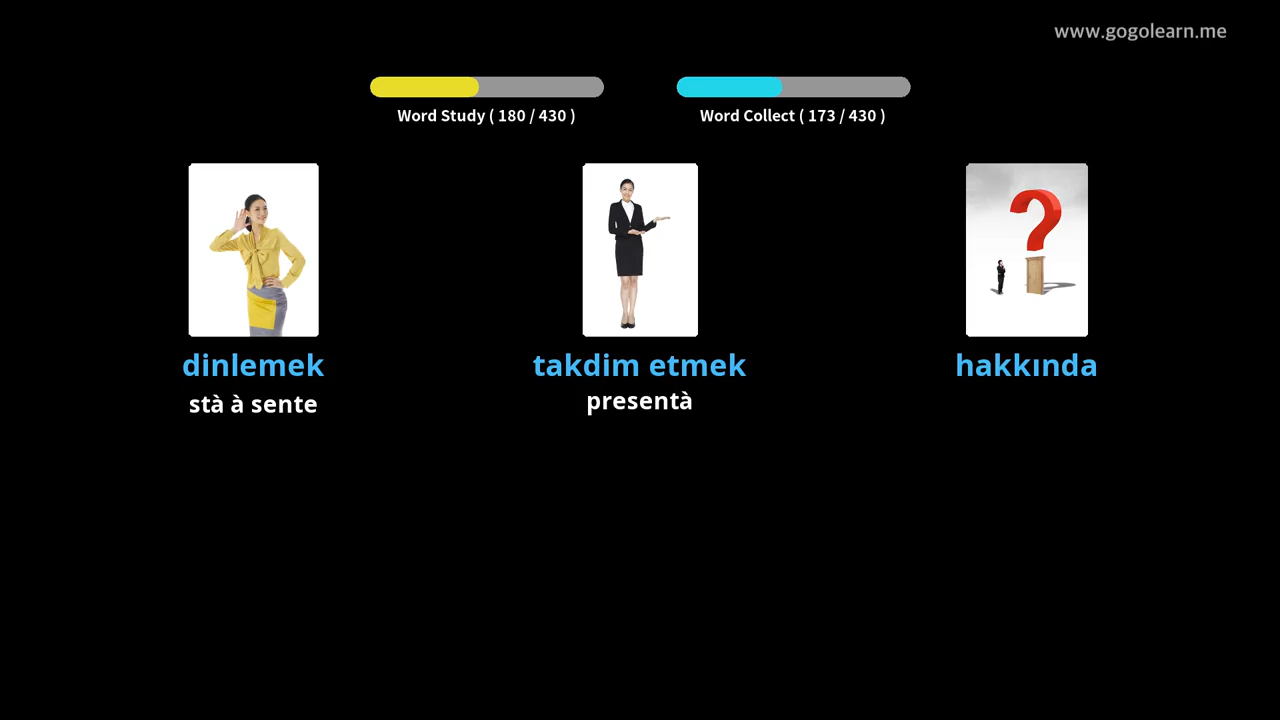 www.gogolearn.me
Word Study ( 180 / 430 )
Word Collect ( 173 / 430 )
dinlemek
stà à sente
takdim etmek
presentà
hakkında